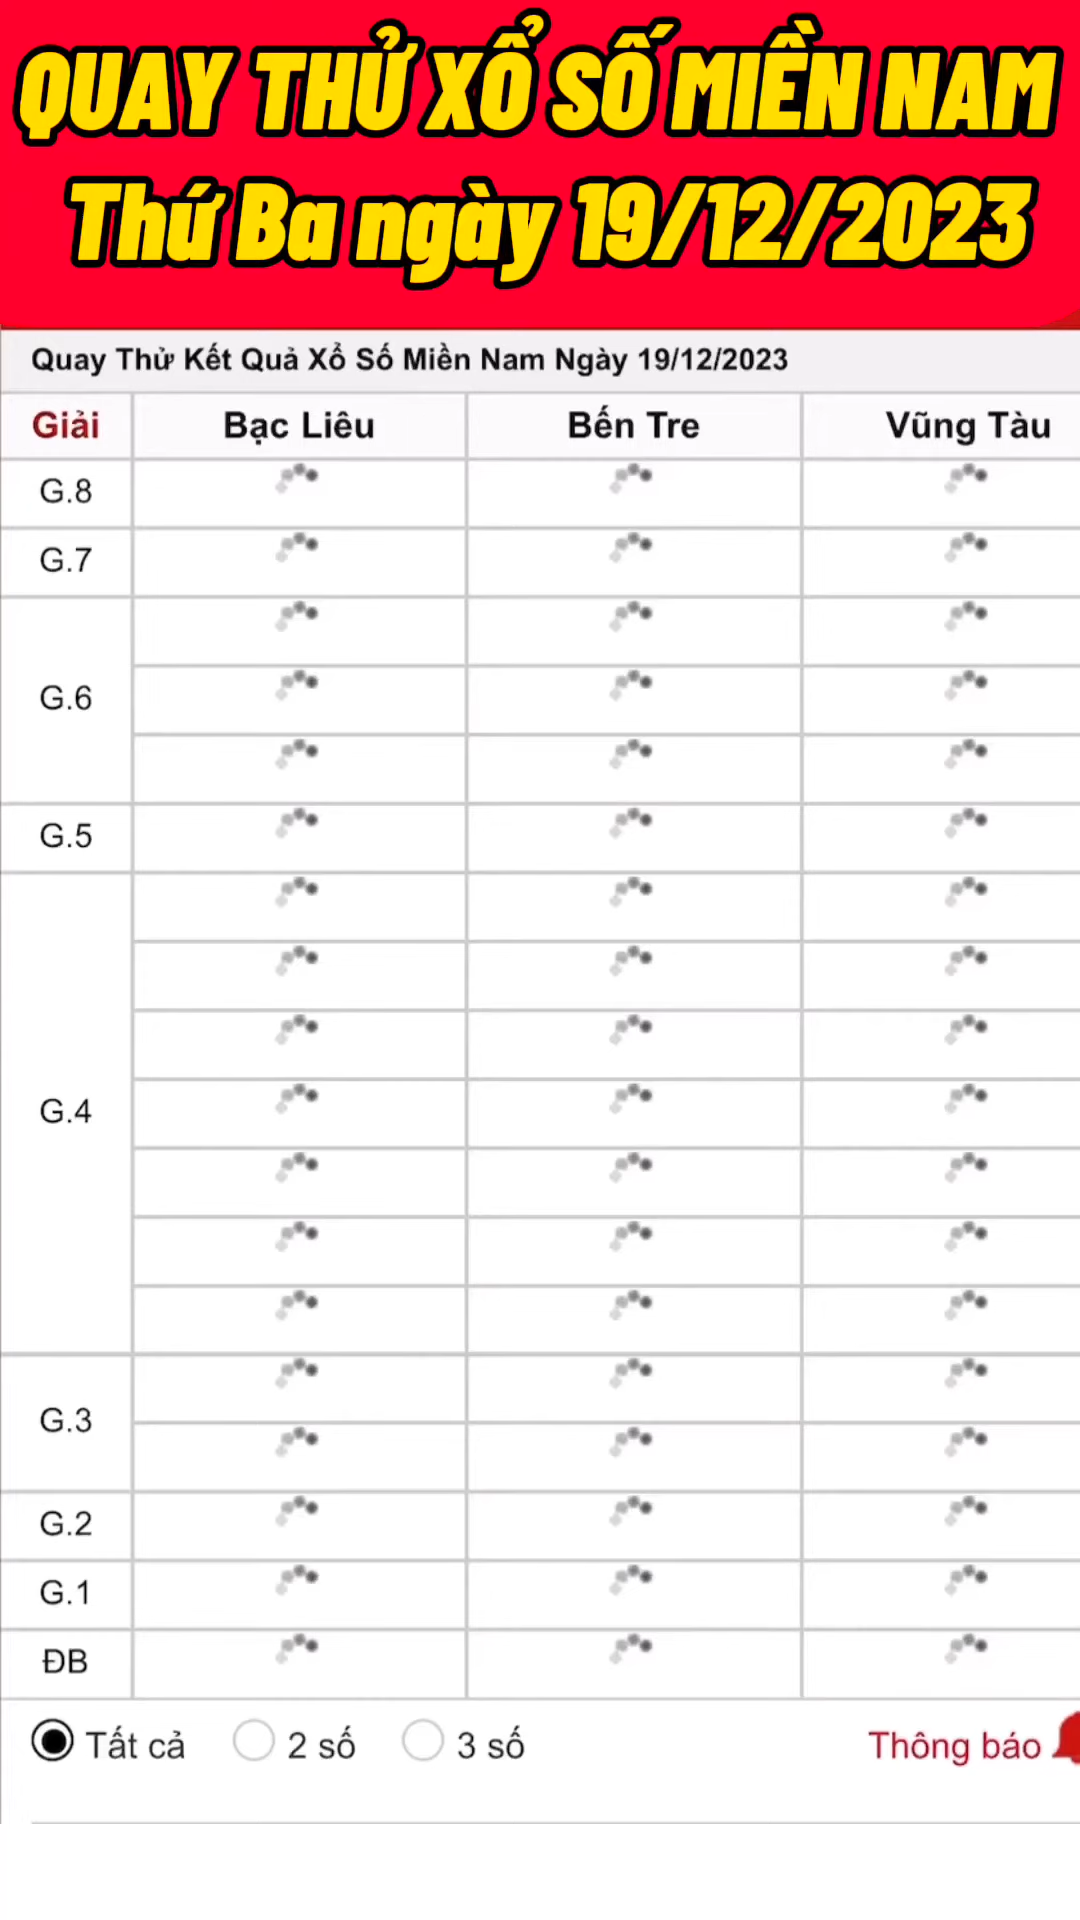 QUAY THỬ XỔ SỐ MIỀN NAM
Thứ Ba ngày 19/12/2023
Quay Thử Kết Quả Xổ Số Miền Nam Ngày 19/12/2023
Giải Bạc Liêu Bến Tre Vũng Tàu
G.8
G.7
G.6
G.5
G.4
G.3
G.2
G.1
ĐB
Tất cả 2 số 3 số Thông báo